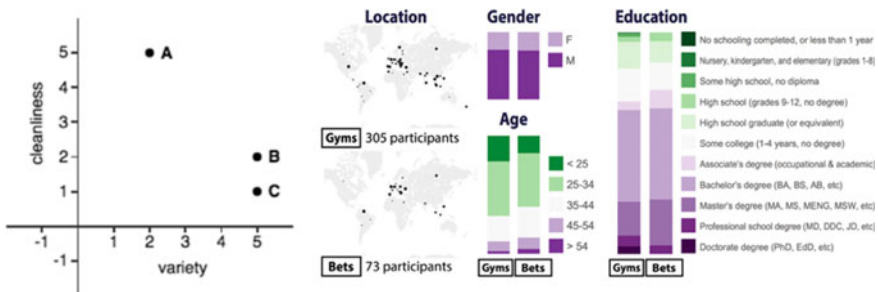 cleanliness
5
4
3
2
1
-1
A
B
C
-1
1
2
3
4
5
6
variety
Location
Gyms 305 participants
Bets 73 participants
Gender
F
M
Age
< 25
25-34
35-44
45-54
> 54
Gyms Bets
Education
No schooling completed, or less than 1 year
Nursery, kindergarten, and elementary (grades 1-8)
Some high school, no diploma
High school (grades 9-12, no degree)
High school graduate (or equivalent)
Some college (1-4 years, no degree)
Associate's degree (occupational & academic)
Bachelor's degree (BA, BS, AB, etc)
Master's degree (MA, MS, MENG, MSW, etc)
Professional school degree (MD, DDC, JD, etc)
Doctorate degree (PhD, EdD, etc)
Gyms Bets